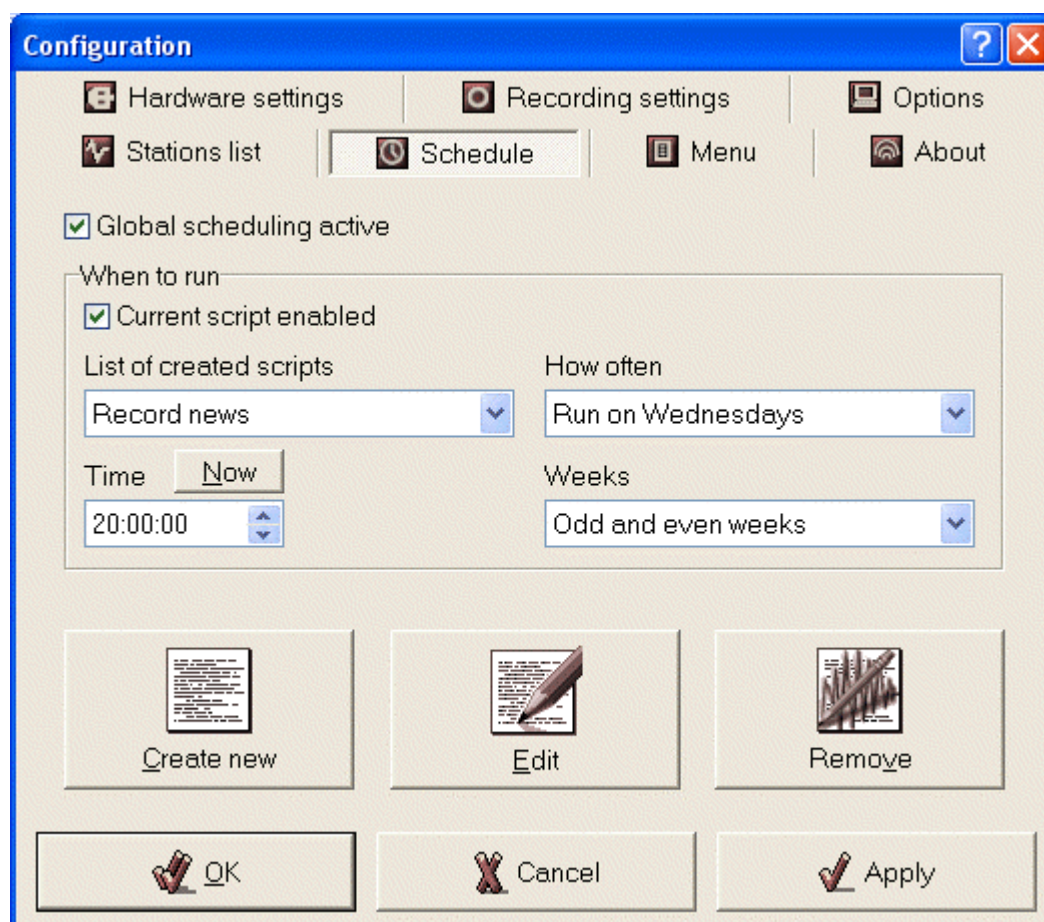 Configuration
Hardware settings
Recording settings
Options
Stations list
Schedule
Menu
About
Global scheduling active
When to run
Current script enabled
List of created scripts
How often
Record news
Run on Wednesdays
Time
Now
Weeks
20:00:00
Odd and even weeks
Create new
Edit
Remove
OK
Cancel
Apply